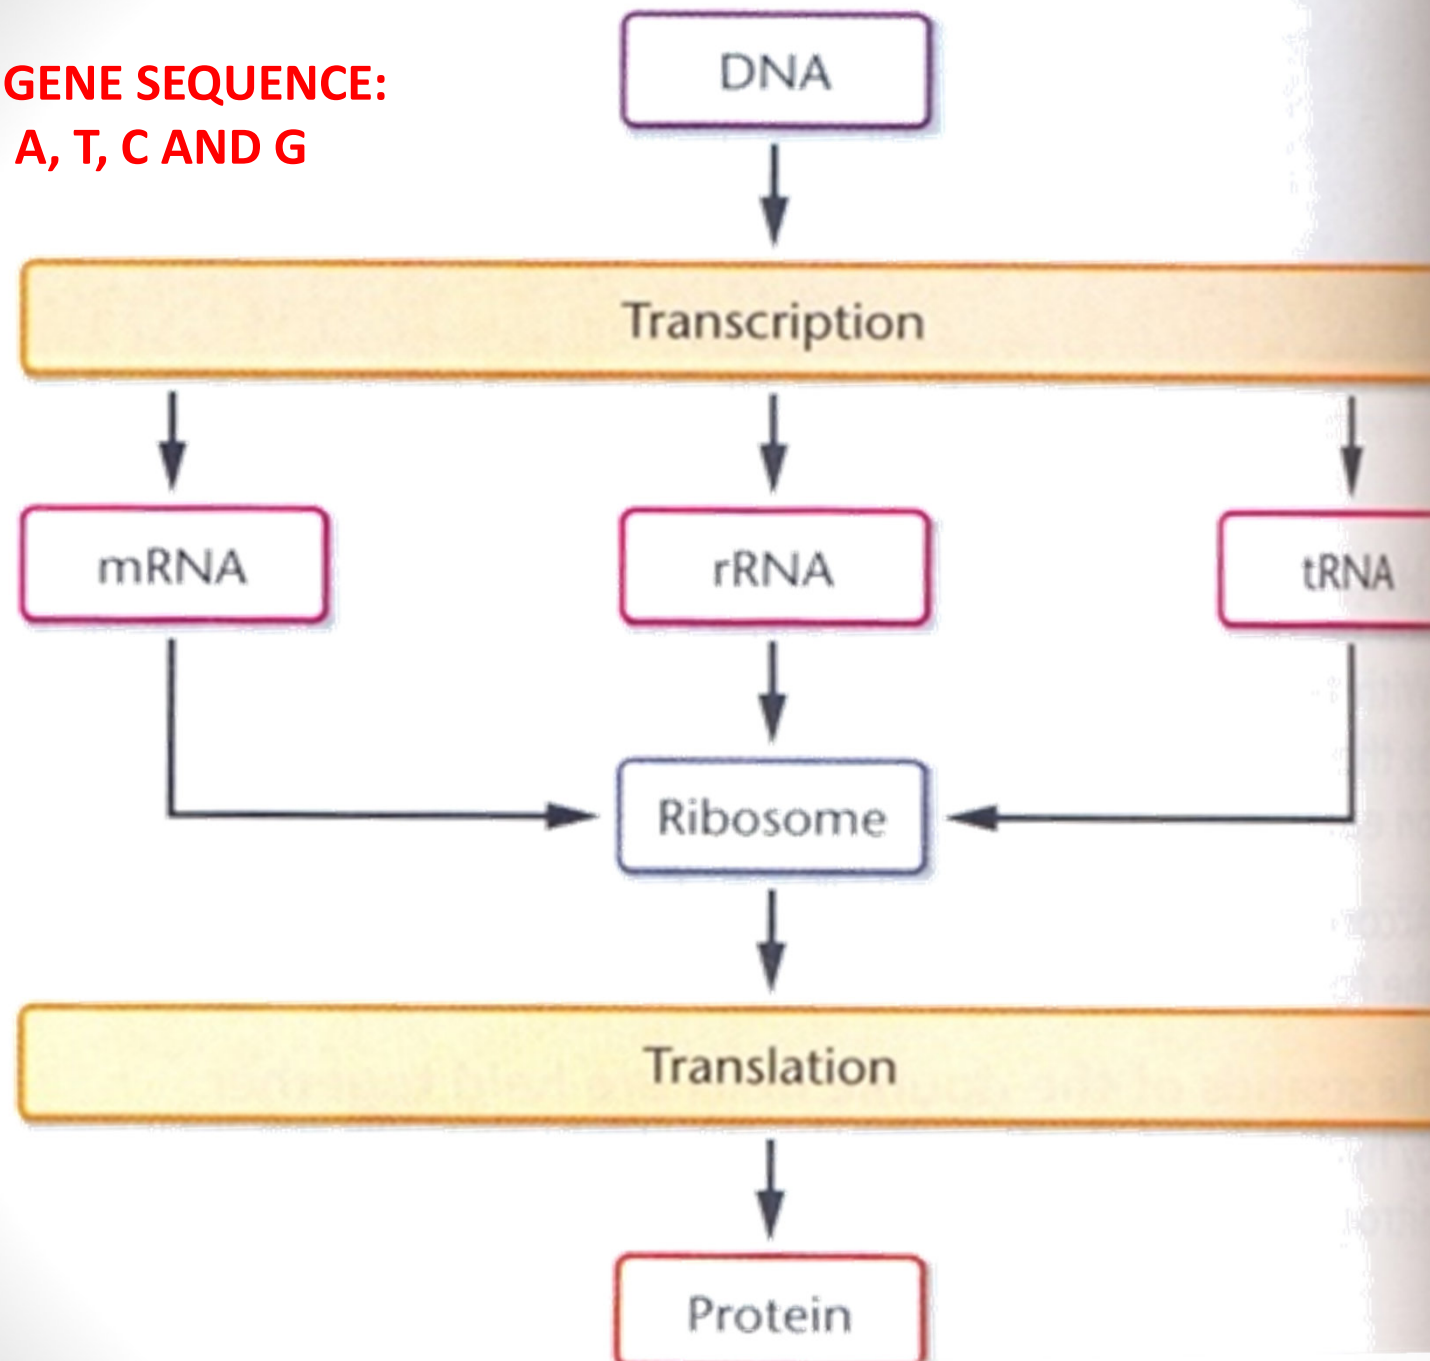 GENE SEQUENCE:
A, T, C AND G
DNA
Transcription
mRNA
rRNA
tRNA
Ribosome
Translation
Protein